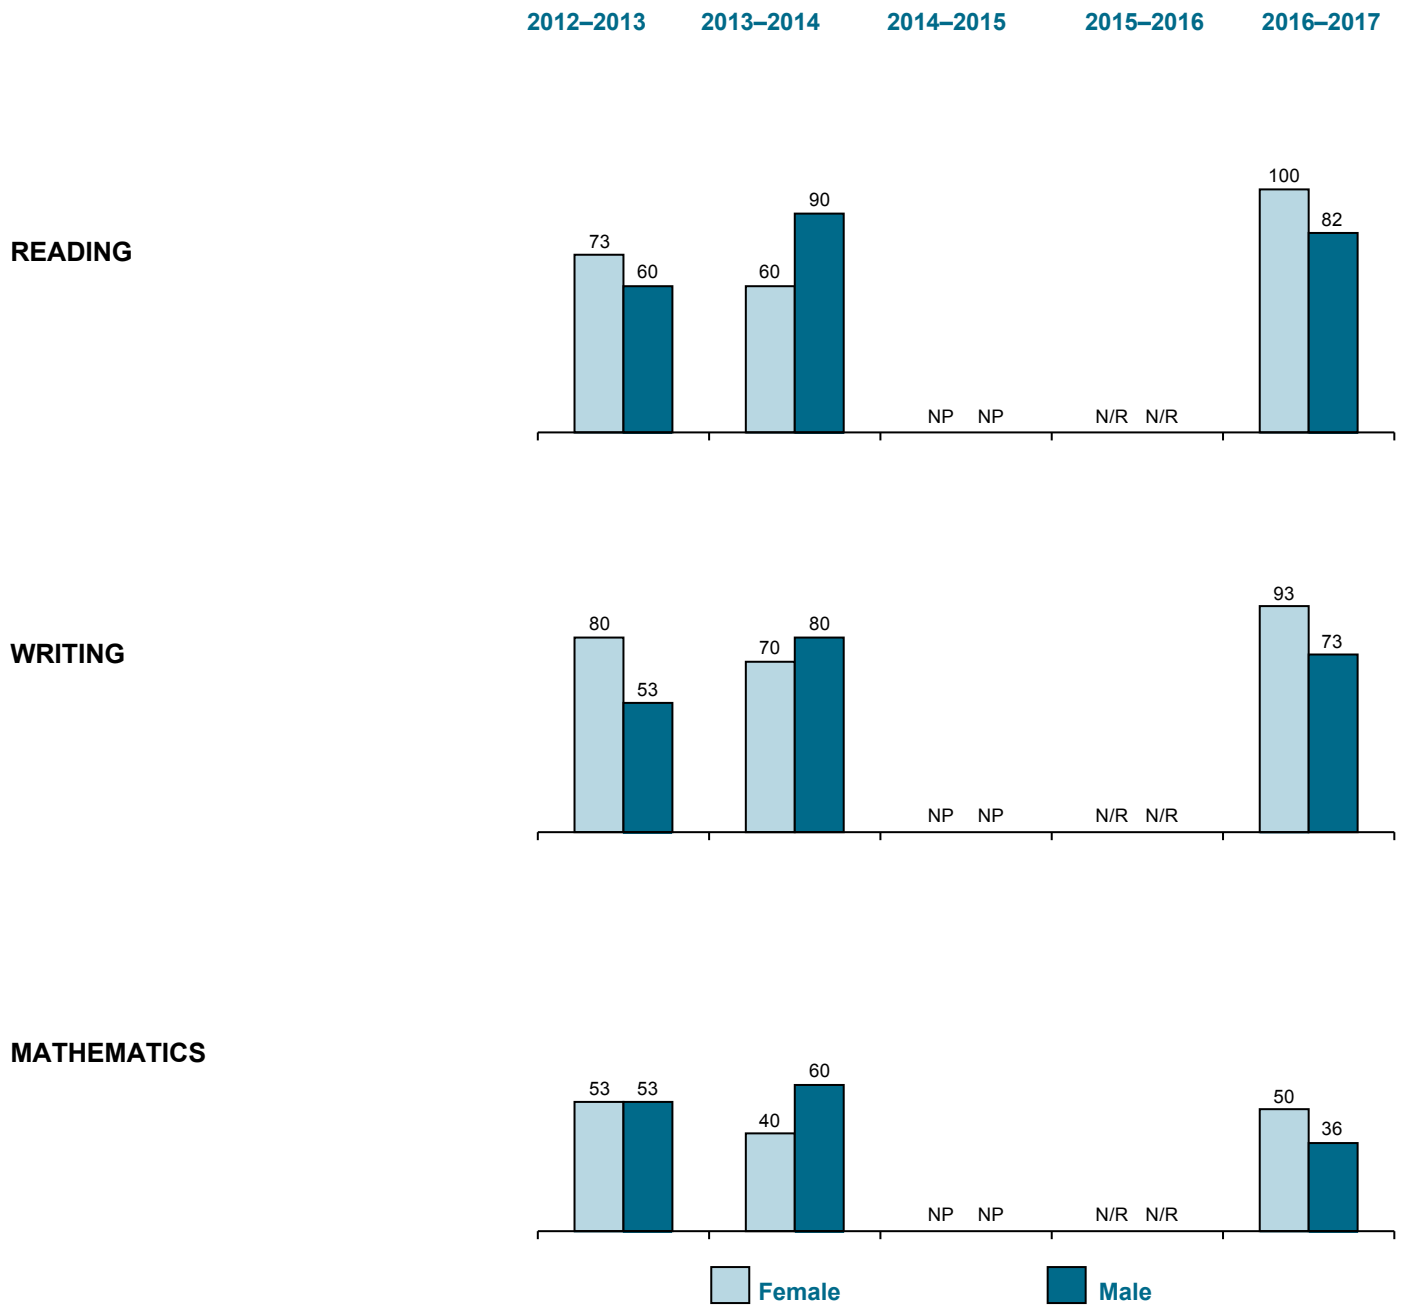 2012–2013 2013–2014 2014–2015 2015–2016 2016–2017
READING
73 60 60 90 NP NP N/R N/R 100 82
WRITING
80 53 70 80 NP NP N/R N/R 93 73
MATHEMATICS
53 53 40 60 NP NP N/R N/R 50 36
Female Male